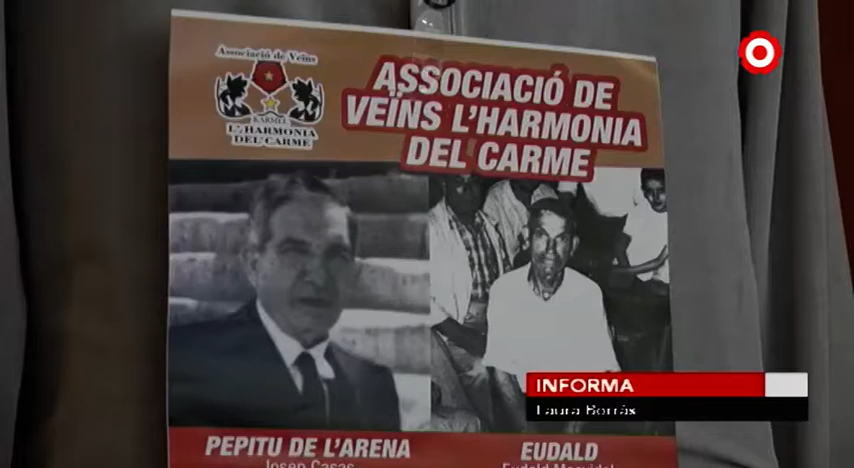 Associació de Veïns
KARMEL
L'HARMONIA
DEL CARME
ASSOCIACIÓ DE
VEÏNS L'HARMONIA
DEL CARME
INFORMA
Laura Borràs
PEPITU DE L'ARENA
EUDALD
Josep Casas
Eudald